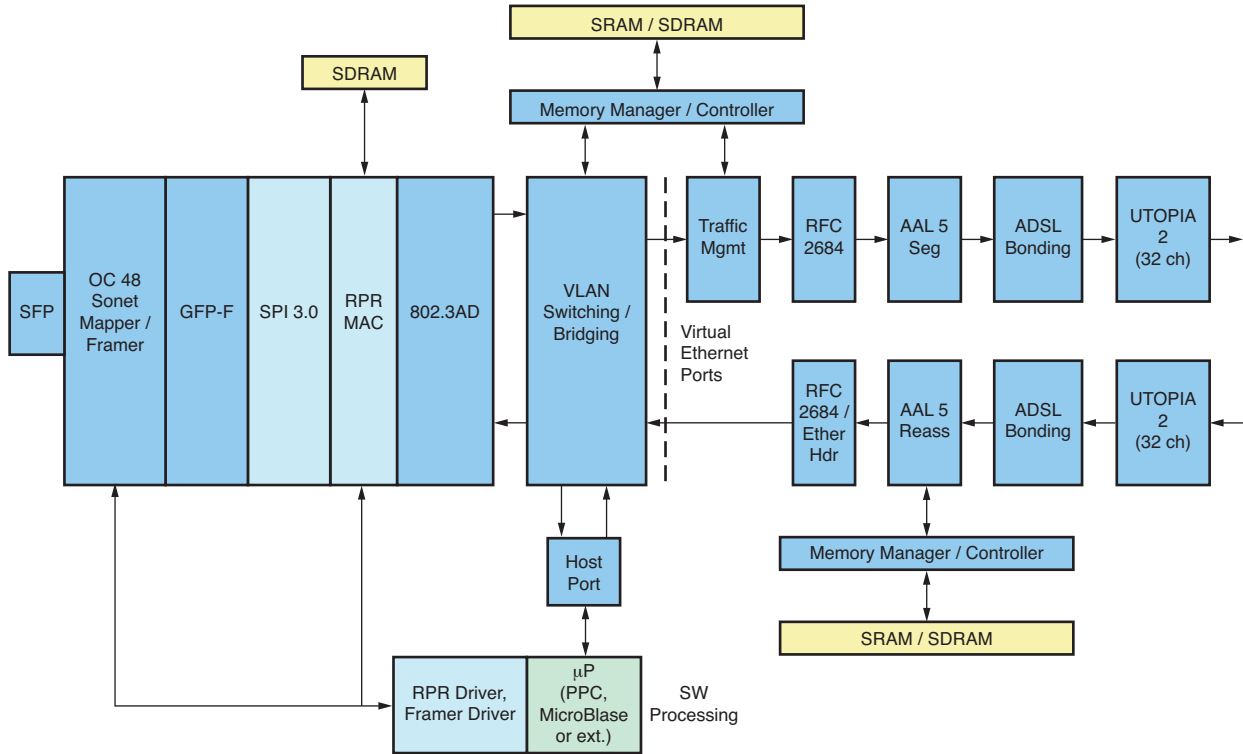 SRAM / SDRAM
SDRAM
Memory Manager / Controller
SFP
OC 48
Sonet
Mapper /
Framer
GFP-F
SPI 3.0
RPR
MAC
802.3AD
VLAN
Switching /
Bridging
Virtual
Ethernet
Ports
Traffic
Mgmt
RFC
2684
AAL 5
Seg
ADSL
Bonding
UTOPIA
2
(32 ch)
RFC
2684 /
Ether
Hdr
AAL 5
Reass
ADSL
Bonding
UTOPIA
2
(32 ch)
Host
Port
Memory Manager / Controller
SRAM / SDRAM
RPR Driver,
Framer Driver
µP
(PPC,
MicroBlase
or ext.)
SW
Processing